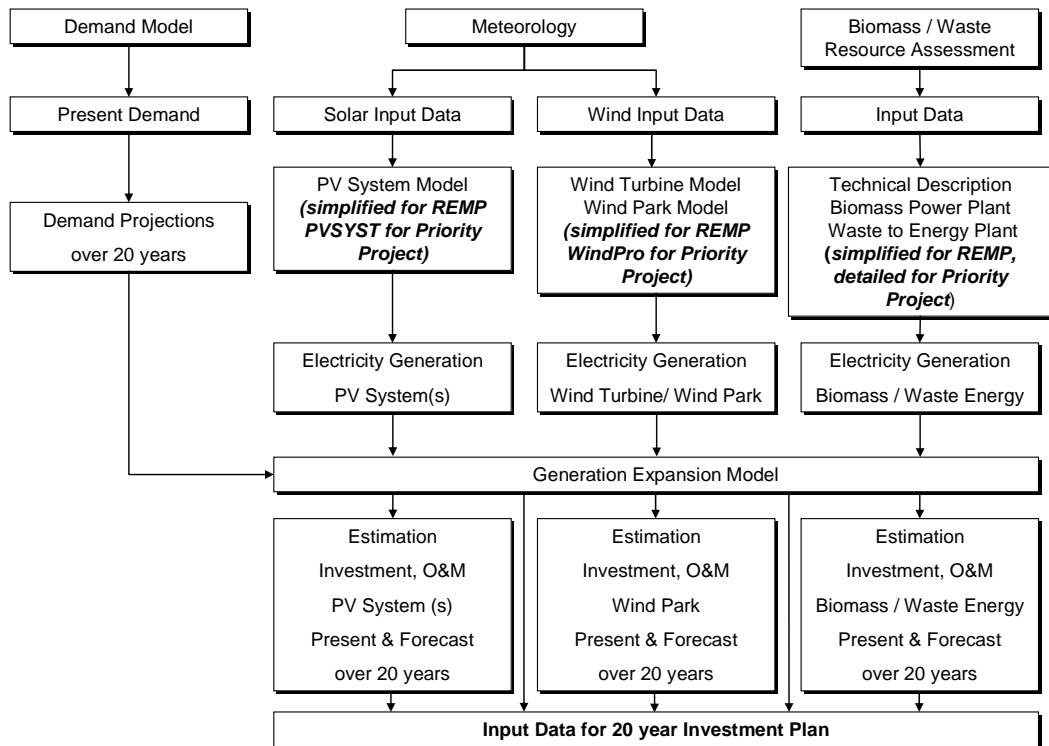 Demand Model
Meteorology
Biomass / Waste
Resource Assessment
Present Demand
Solar Input Data
Wind Input Data
Input Data
Demand Projections
over 20 years
PV System Model
(simplified for REMP
PVSYST for Priority
Project)
Wind Turbine Model
Wind Park Model
(simplified for REMP
WindPro for Priority
Project)
Technical Description
Biomass Power Plant
Waste to Energy Plant
(simplified for REMP,
detailed for Priority
Project)
Electricity Generation
PV System(s)
Electricity Generation
Wind Turbine/ Wind Park
Electricity Generation
Biomass / Waste Energy
Generation Expansion Model
Estimation
Investment, O&M
PV System (s)
Present & Forecast
over 20 years
Estimation
Investment, O&M
Wind Park
Present & Forecast
over 20 years
Estimation
Investment, O&M
Biomass / Waste Energy
Present & Forecast
over 20 years
Input Data for 20 year Investment Plan